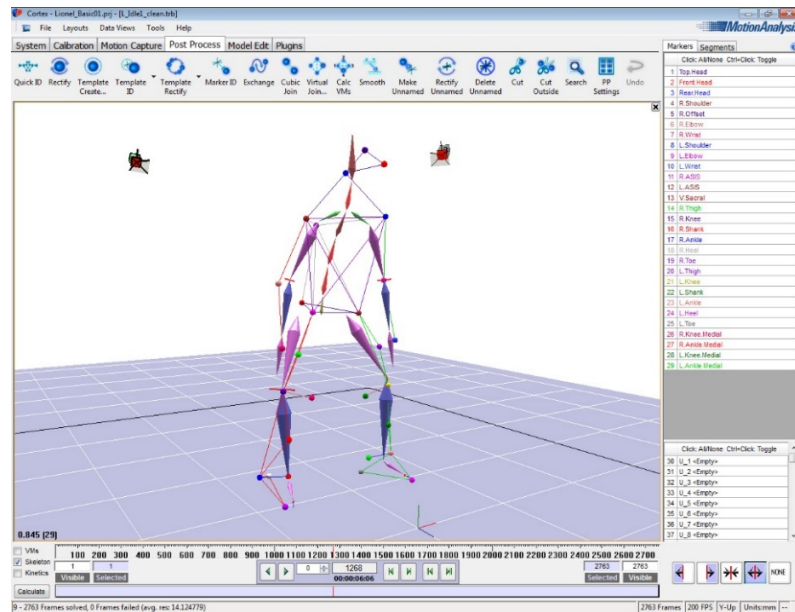 Cortex - Lionel_Basic01.prj - [L_Idle1_clean.trb]
File Layouts Data Views Tools Help
MotionAnalysis
System Calibration Motion Capture Post Process Model Edit Plugins
Quick ID Rectify Template Create... Template ID Template Rectify Marker ID Exchange Cubic Join Virtual Join... Calc VMs Smooth Make Unnamed Rectify Unnamed Delete Unnamed Cut Cut Outside Search PP Settings Undo
Markers Segments
Click: All/None Ctrl+Click: Toggle
1 Top.Head
2 Front.Head
3 Rear.Head
4 R.Shoulder
5 R.Offset
6 R.Elbow
7 R.Wrist
8 L.Shoulder
9 L.Elbow
10 L.Wrist
11 R.ASIS
12 L.ASIS
13 V.Sacral
14 R.Thigh
15 R.Knee
16 R.Shank
17 R.Ankle
18 R.Heel
19 R.Toe
20 L.Thigh
21 L.Knee
22 L.Shank
23 L.Ankle
24 L.Heel
25 L.Toe
26 R.Knee.Medial
27 R.Ankle.Medial
28 L.Knee.Medial
29 L.Ankle.Medial
Click: All/None Ctrl+Click: Toggle
30 U_1 <Empty>
31 U_2 <Empty>
32 U_3 <Empty>
33 U_4 <Empty>
34 U_5 <Empty>
35 U_6 <Empty>
36 U_7 <Empty>
37 U_8 <Empty>
0.845 (29)
VMs
Skeleton
Kinetics
100 200 300 400 500 600 700 800 900 1000 1100 1200 1300 1400 1500 1600 1700 1800 1900 2000 2100 2200 2300 2400 2500 2600 2700
1 1 0 1268 2763 2763
Visible Selected 00:00:06:06 Selected Visible
NONE
Calculate
9 - 2763 Frames solved, 0 Frames failed (avg. res: 14.124779)
2763 Frames 200 FPS Y-Up Units:mm --